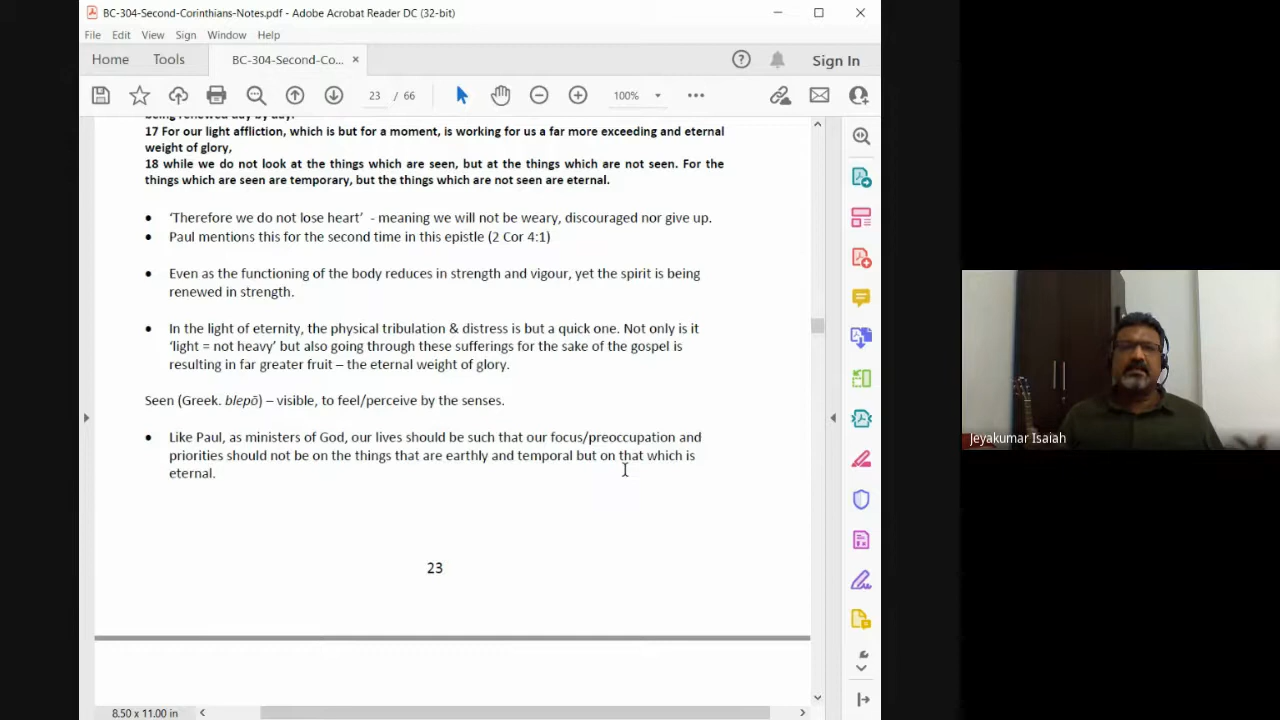 BC-304-Second-Corinthians-Notes.pdf - Adobe Acrobat Reader DC (32-bit)
File Edit View Sign Window Help
Home Tools BC-304-Second-Co... × Sign In
23 / 66 100%
being renewed day by day.
17 For our light affliction, which is but for a moment, is working for us a far more exceeding and eternal
weight of glory,
18 while we do not look at the things which are seen, but at the things which are not seen. For the
things which are seen are temporary, but the things which are not seen are eternal.
• ‘Therefore we do not lose heart’ - meaning we will not be weary, discouraged nor give up.
• Paul mentions this for the second time in this epistle (2 Cor 4:1)
• Even as the functioning of the body reduces in strength and vigour, yet the spirit is being
renewed in strength.
• In the light of eternity, the physical tribulation & distress is but a quick one. Not only is it
‘light = not heavy’ but also going through these sufferings for the sake of the gospel is
resulting in far greater fruit – the eternal weight of glory.
Seen (Greek. blepō) – visible, to feel/perceive by the senses.
• Like Paul, as ministers of God, our lives should be such that our focus/preoccupation and
priorities should not be on the things that are earthly and temporal but on that which is
eternal.
23
8.50 x 11.00 in
Jeyakumar Isaiah